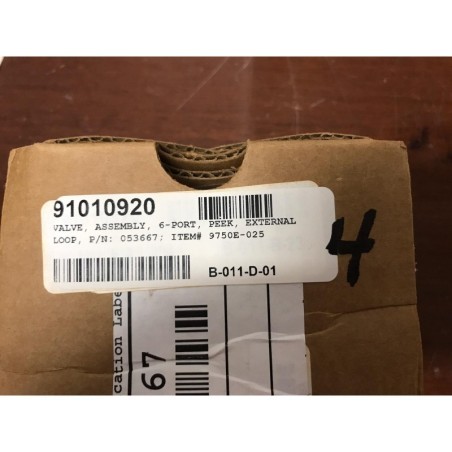 91010920
VALVE, ASSEMBLY, 6-PORT, PEEK, EXTERNAL
LOOP, P/N: 053667; ITEM# 9750E-025
B-011-D-01
4
cation Labe
67